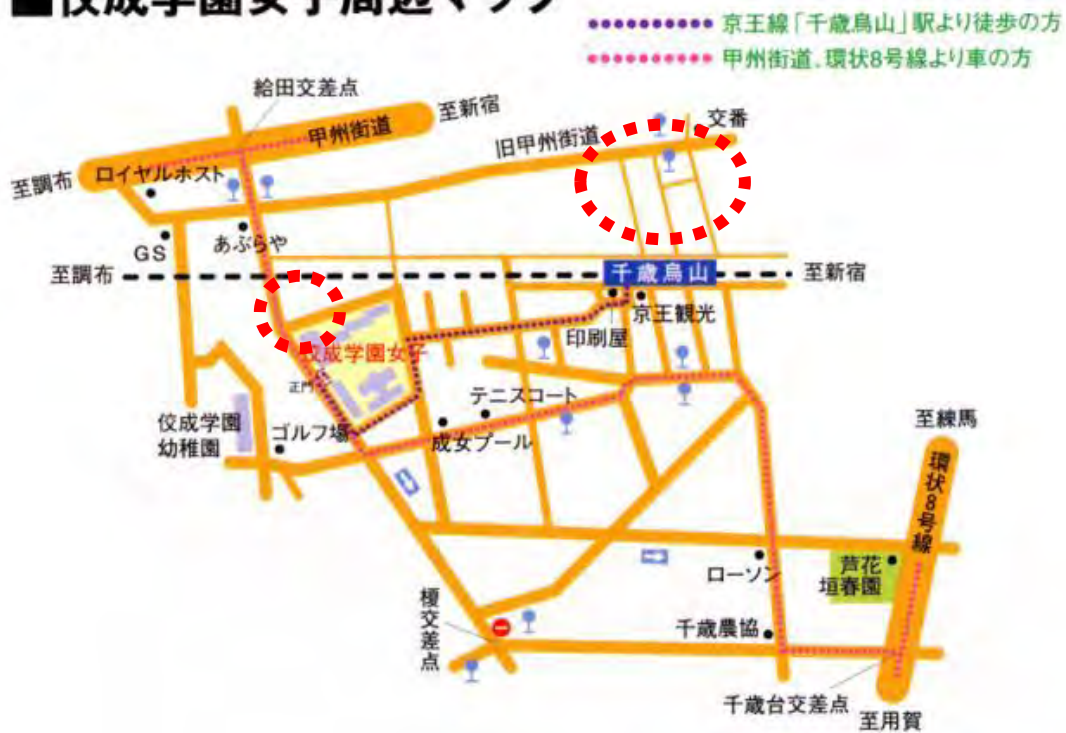 ■佼成学園女子周辺マップ
京王線「千歳烏山」駅より徒歩の方
甲州街道、環状8号線より車の方
給田交差点
至新宿
甲州街道
旧甲州街道
交番
至調布
ロイヤルホスト
GS
あぶらや
至調布
千歳烏山
至新宿
京王観光
印刷屋
佼成学園女子
正門
テニスコート
佼成学園
幼稚園
ゴルフ場
成女プール
至練馬
環状8号線
芦花
垣春園
ローソン
榎交差点
千歳農協
千歳台交差点
至用賀